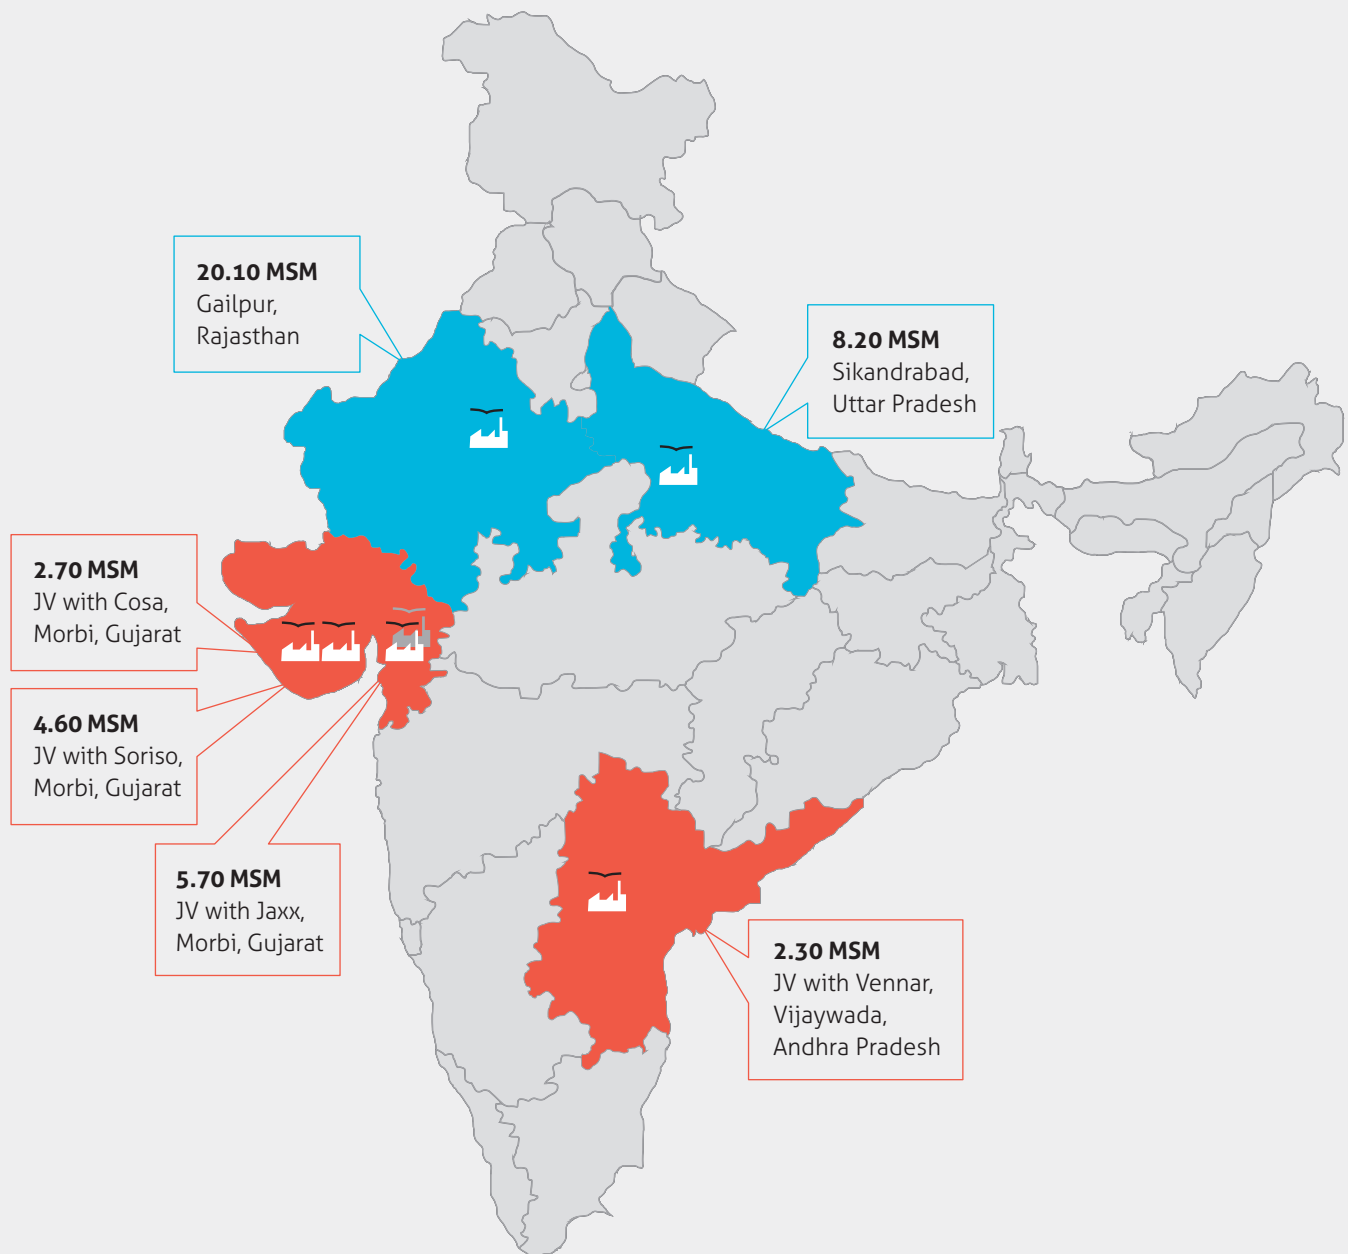 20.10 MSM
Gailpur,
Rajasthan
8.20 MSM
Sikandrabad,
Uttar Pradesh
2.70 MSM
JV with Cosa,
Morbi, Gujarat
4.60 MSM
JV with Soriso,
Morbi, Gujarat
5.70 MSM
JV with Jaxx,
Morbi, Gujarat
2.30 MSM
JV with Vennar,
Vijaywada,
Andhra Pradesh